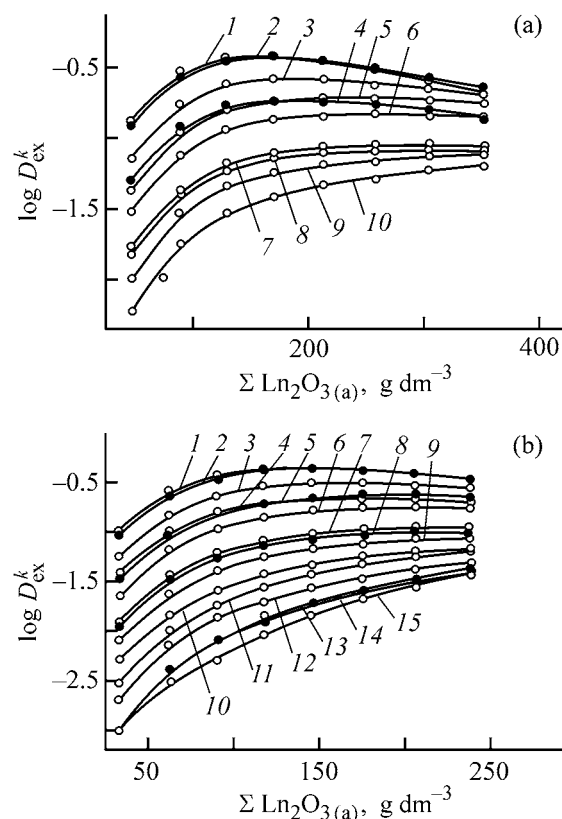 (a)
1 2 3 4 5 6
−0.5
log D^k_ex
−1.5
7 8 9 10
200 400
Σ Ln₂O₃ (a), g dm⁻³
(b)
1 2 3 4 5 6 7 8 9
−0.5
log D^k_ex
−1.5
−2.5
10 11 12 13 14 15
50 150 250
Σ Ln₂O₃ (a), g dm⁻³